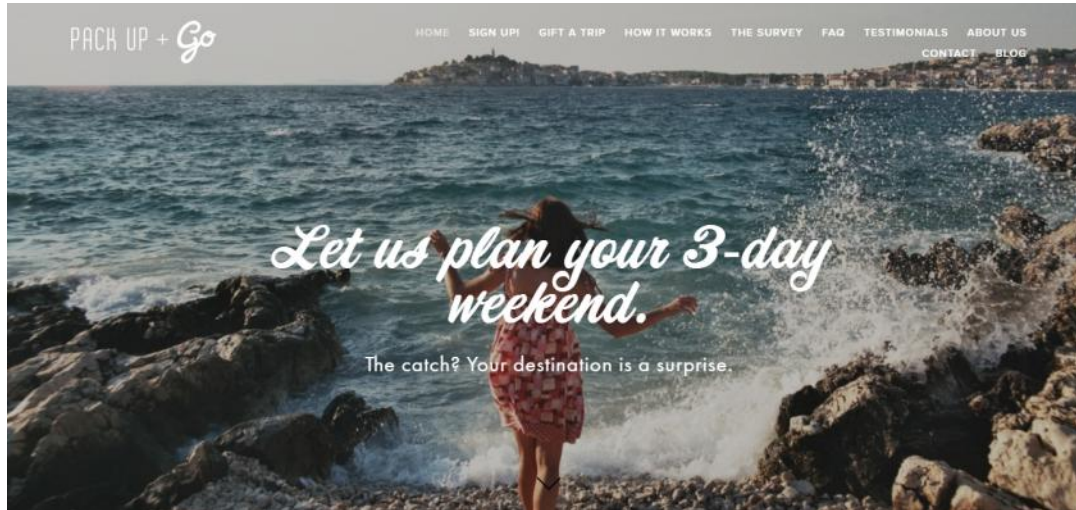 PACK UP + Go
HOME SIGN UP! GIFT A TRIP HOW IT WORKS THE SURVEY FAQ TESTIMONIALS ABOUT US
CONTACT BLOG
Let us plan your 3-day
weekend.
The catch? Your destination is a surprise.